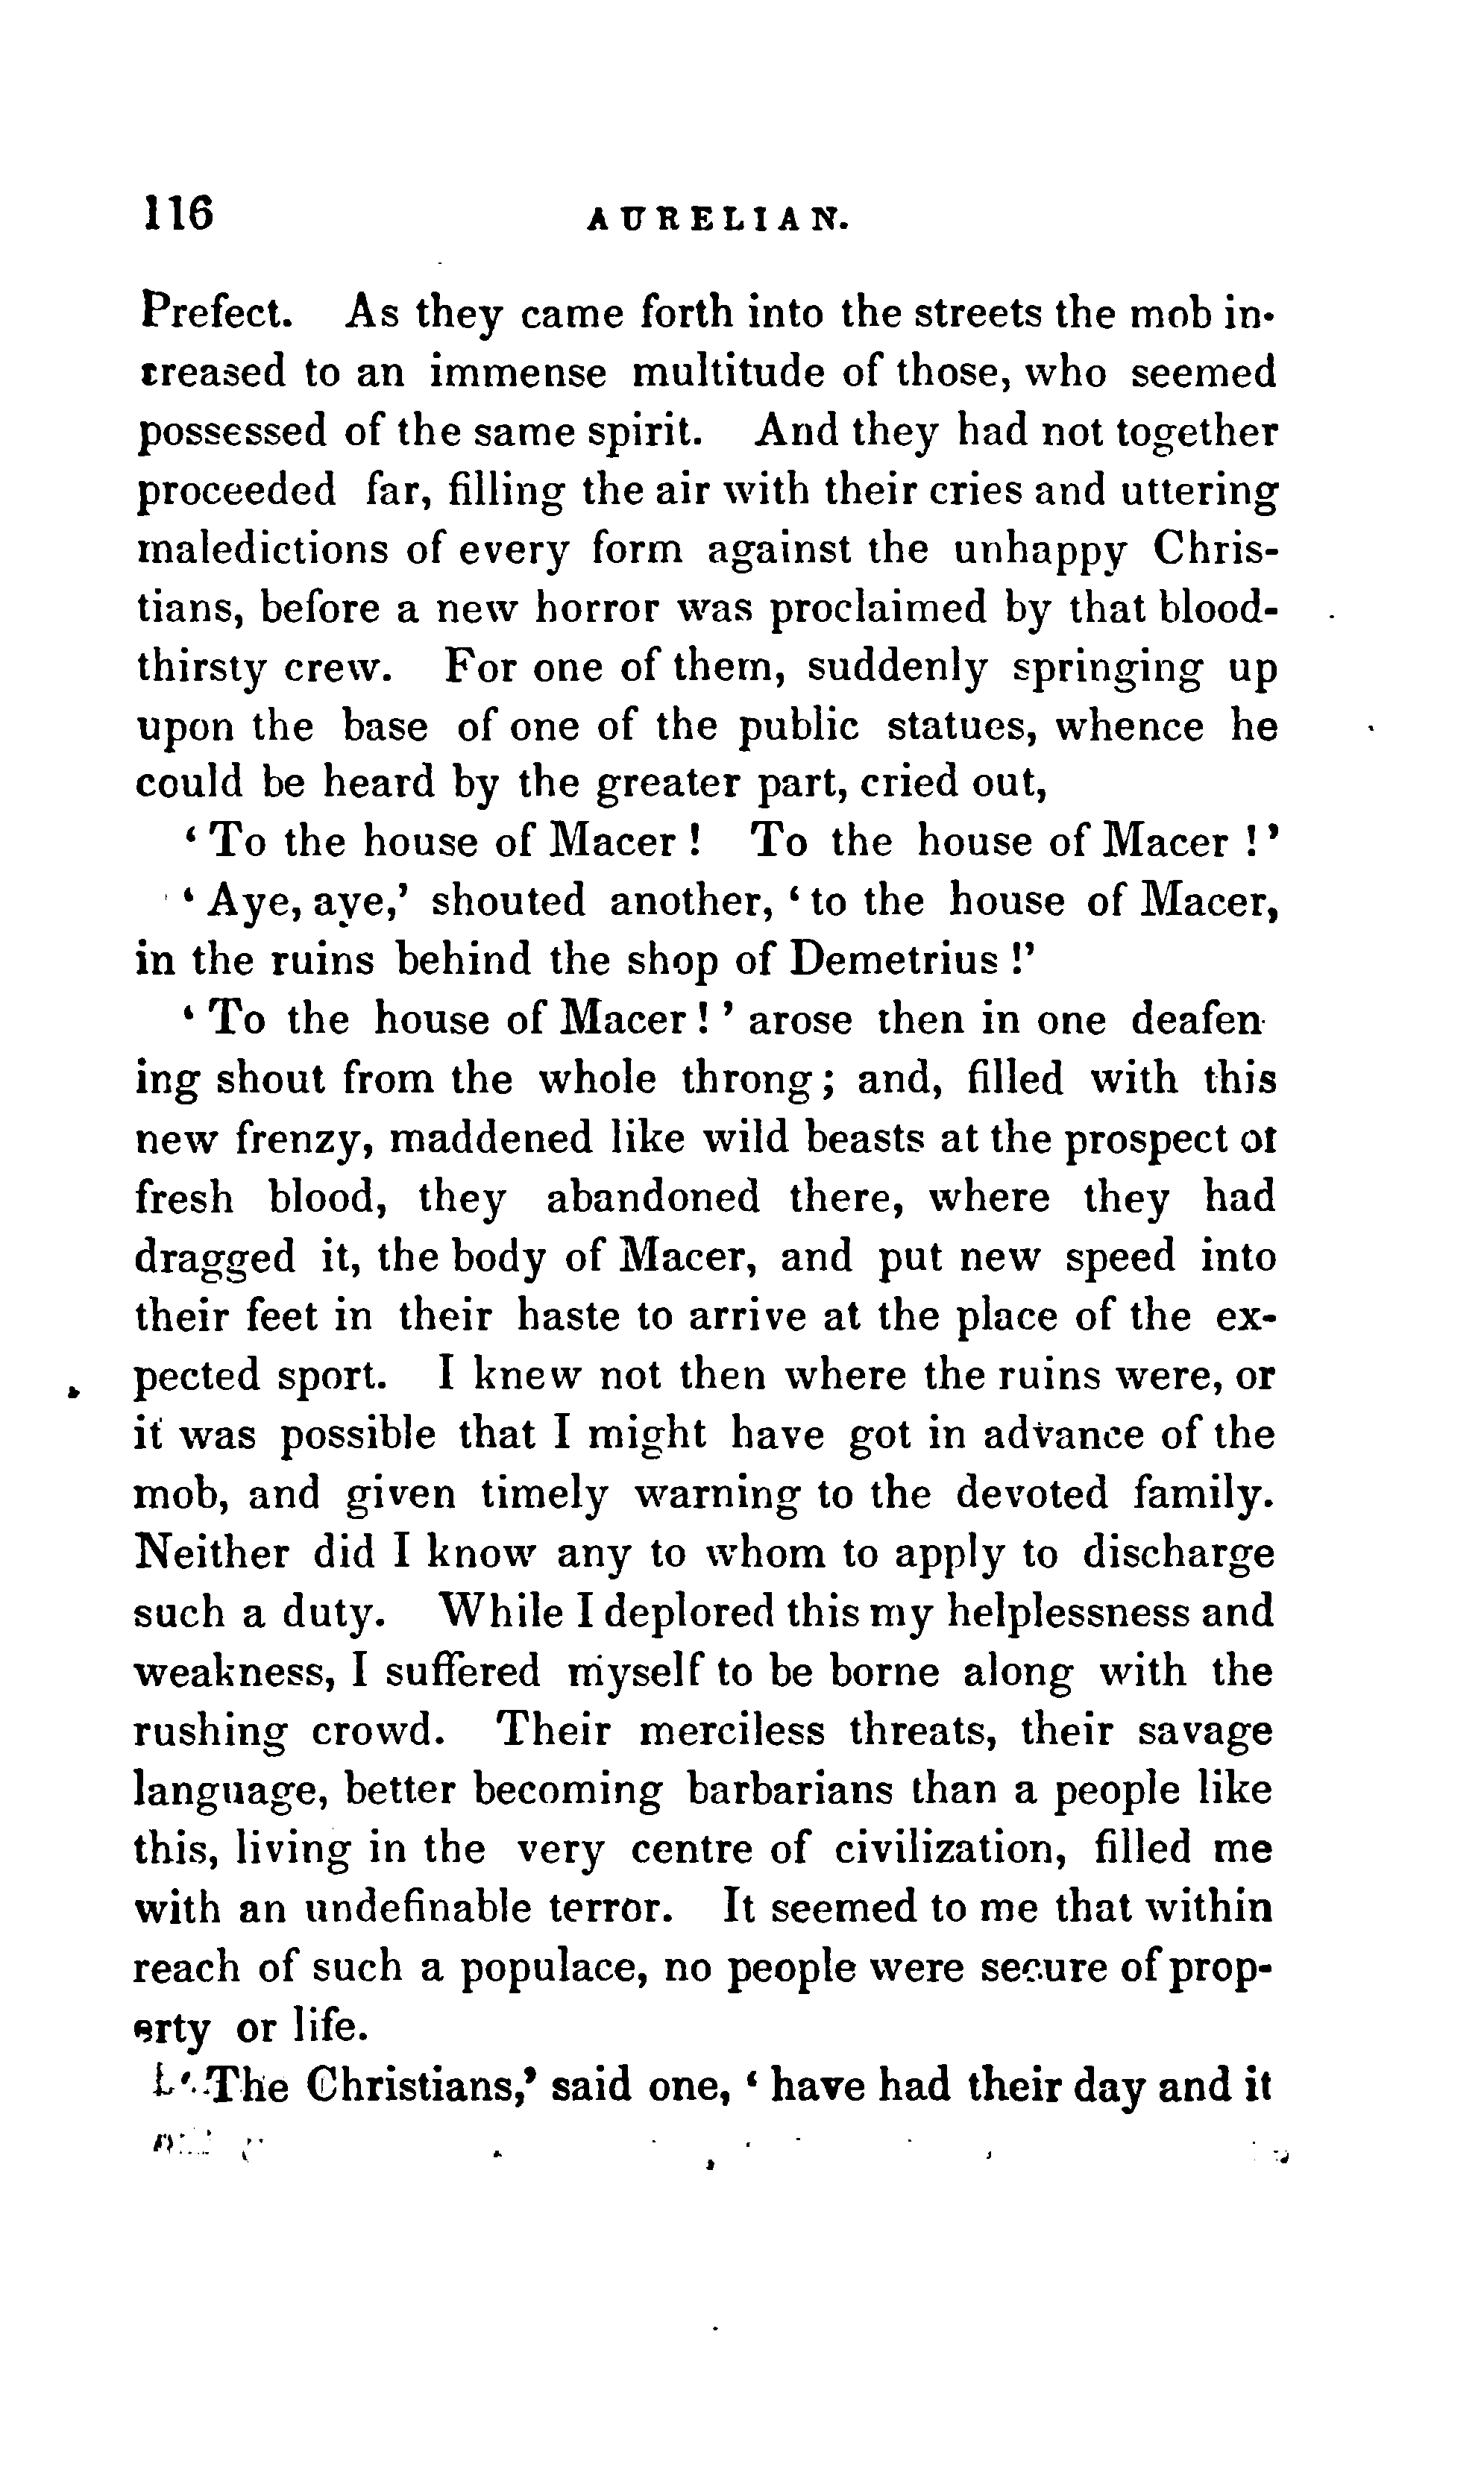 116 AURELIAN.
Prefect. As they came forth into the streets the mob in-
creased to an immense multitude of those, who seemed
possessed of the same spirit. And they had not together
proceeded far, filling the air with their cries and uttering
maledictions of every form against the unhappy Chris-
tians, before a new horror was proclaimed by that blood-
thirsty crew. For one of them, suddenly springing up
upon the base of one of the public statues, whence he
could be heard by the greater part, cried out,
‘ To the house of Macer ! To the house of Macer ! ’
‘ Aye, aye,’ shouted another, ‘ to the house of Macer,
in the ruins behind the shop of Demetrius !’
‘ To the house of Macer ! ’ arose then in one deafen-
ing shout from the whole throng ; and, filled with this
new frenzy, maddened like wild beasts at the prospect of
fresh blood, they abandoned there, where they had
dragged it, the body of Macer, and put new speed into
their feet in their haste to arrive at the place of the ex-
pected sport. I knew not then where the ruins were, or
it was possible that I might have got in advance of the
mob, and given timely warning to the devoted family.
Neither did I know any to whom to apply to discharge
such a duty. While I deplored this my helplessness and
weakness, I suffered myself to be borne along with the
rushing crowd. Their merciless threats, their savage
language, better becoming barbarians than a people like
this, living in the very centre of civilization, filled me
with an undefinable terror. It seemed to me that within
reach of such a populace, no people were secure of prop-
erty or life.
‘ The Christians,’ said one, ‘ have had their day and it